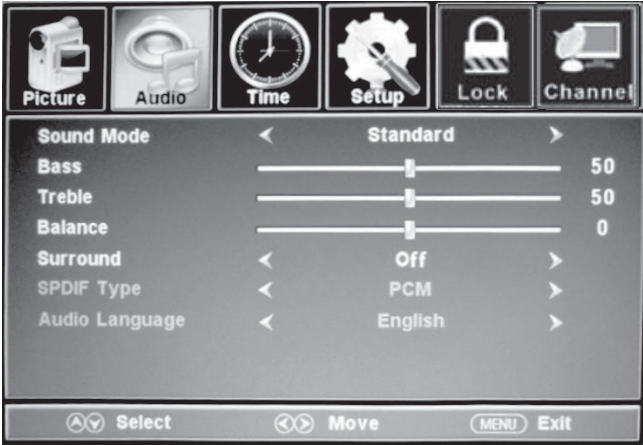 Picture Audio Time Setup Lock Channel
Sound Mode Standard
Bass 50
Treble 50
Balance 0
Surround Off
SPDIF Type PCM
Audio Language English
Select Move MENU Exit